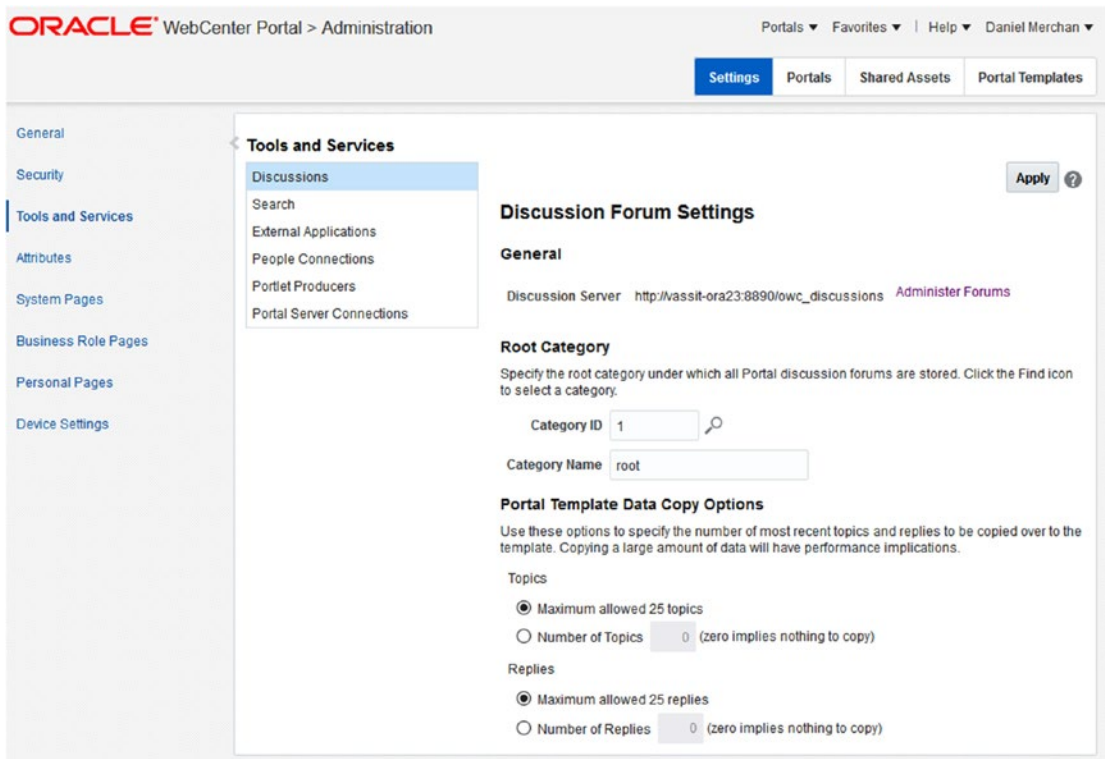 ORACLE WebCenter Portal > Administration
Portals Favorites | Help Daniel Merchan
Settings Portals Shared Assets Portal Templates
General
Security
Tools and Services
Attributes
System Pages
Business Role Pages
Personal Pages
Device Settings
Tools and Services
Discussions
Search
External Applications
People Connections
Portlet Producers
Portal Server Connections
Apply ?
Discussion Forum Settings
General
Discussion Server http://vassit-ora23:8890/owc_discussions Administer Forums
Root Category
Specify the root category under which all Portal discussion forums are stored. Click the Find icon
to select a category.
Category ID 1
Category Name root
Portal Template Data Copy Options
Use these options to specify the number of most recent topics and replies to be copied over to the
template. Copying a large amount of data will have performance implications.
Topics
Maximum allowed 25 topics
Number of Topics 0 (zero implies nothing to copy)
Replies
Maximum allowed 25 replies
Number of Replies 0 (zero implies nothing to copy)